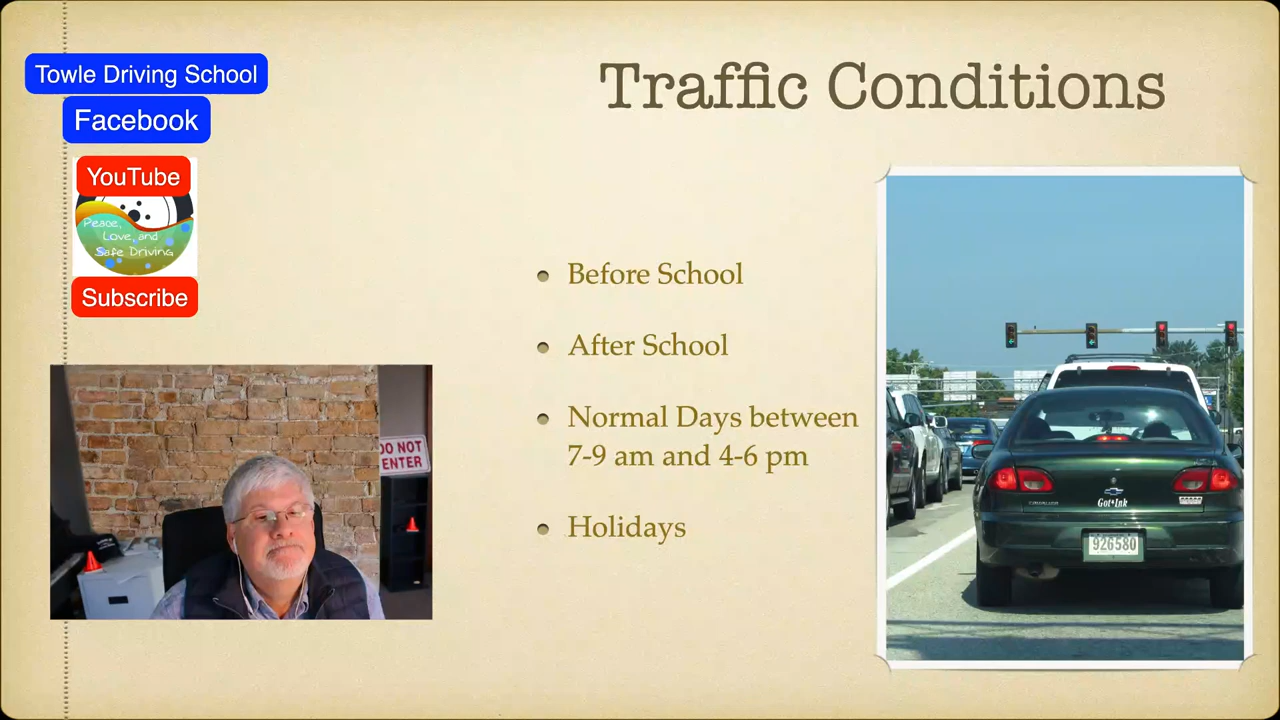 Towle Driving School
Facebook
YouTube
Peace,
Love, and
Safe Driving
Subscribe
Traffic Conditions
Before School
After School
Normal Days between
7-9 am and 4-6 pm
Holidays
DO NOT
ENTER
Got*Ink
926580